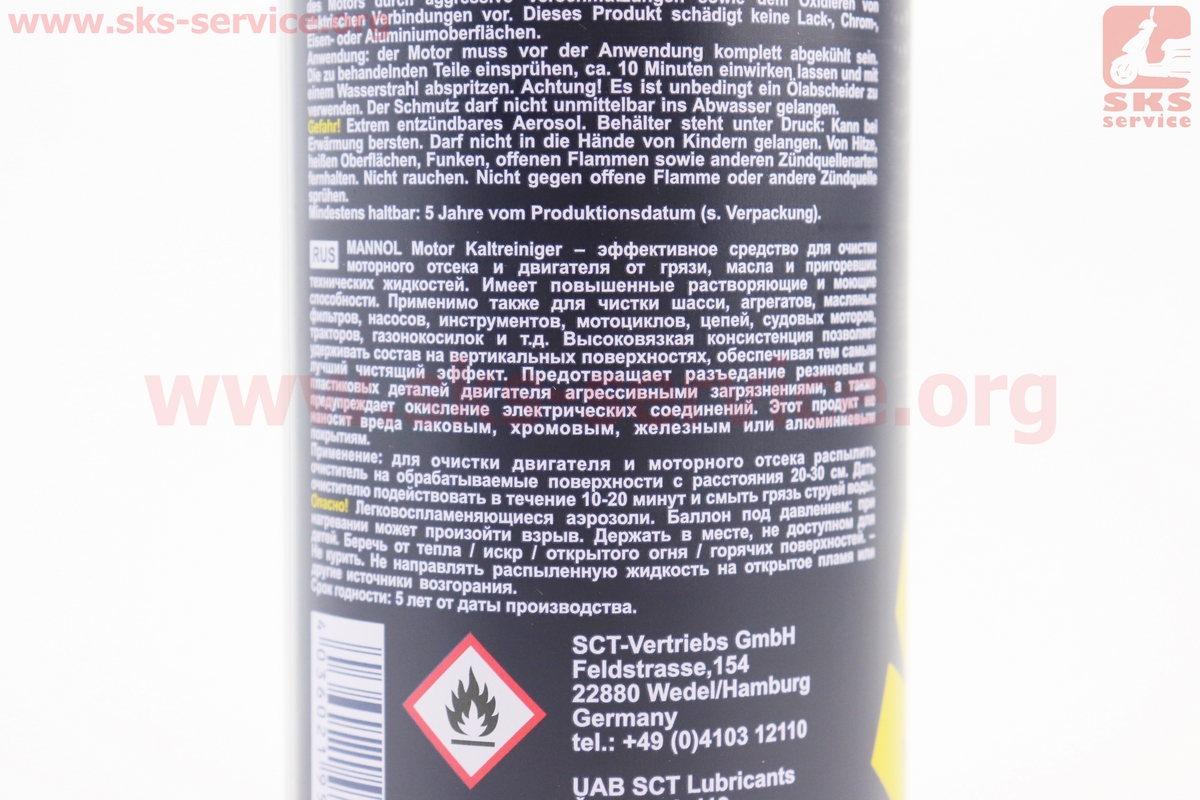 www.sks-service.org
SKS
service
des Motors durch aggressive Verschmutzungen sowie dem Oxidieren von
elektrischen Verbindungen vor. Dieses Produkt schädigt keine Lack-, Chrom-,
Eisen- oder Aluminiumoberflächen.
Anwendung: der Motor muss vor der Anwendung komplett abgekühlt sein.
Die zu behandelnden Teile einsprühen, ca. 10 Minuten einwirken lassen und mit
einem Wasserstrahl abspritzen. Achtung! Es ist unbedingt ein Ölabscheider zu
verwenden. Der Schmutz darf nicht unmittelbar ins Abwasser gelangen.
Gefahr! Extrem entzündbares Aerosol. Behälter steht unter Druck: Kann bei
Erwärmung bersten. Darf nicht in die Hände von Kindern gelangen. Von Hitze,
heißen Oberflächen, Funken, offenen Flammen sowie anderen Zündquellenarten
fernhalten. Nicht rauchen. Nicht gegen offene Flamme oder andere Zündquelle
sprühen.
Mindestens haltbar: 5 Jahre vom Produktionsdatum (s. Verpackung).
RUS MANNOL Motor Kaltreiniger – эффективное средство для очистки
моторного отсека и двигателя от грязи, масла и пригоревших
технических жидкостей. Имеет повышенные растворяющие и моющие
способности. Применимо также для чистки шасси, агрегатов, масляных
фильтров, насосов, инструментов, мотоциклов, цепей, судовых моторов,
тракторов, газонокосилок и т.д. Высоковязкая консистенция позволяет
удерживать состав на вертикальных поверхностях, обеспечивая тем самым
лучший чистящий эффект. Предотвращает разъедание резиновых и
пластиковых деталей двигателя агрессивными загрязнениями, а также
предупреждает окисление электрических соединений. Этот продукт не
наносит вреда лаковым, хромовым, железным или алюминиевым
покрытиям.
Применение: для очистки двигателя и моторного отсека распылить
очиститель на обрабатываемые поверхности с расстояния 20-30 см. Дать
очистителю подействовать в течение 10-20 минут и смыть грязь струей воды.
Опасно! Легковоспламеняющиеся аэрозоли. Баллон под давлением: при
нагревании может произойти взрыв. Держать в месте, не доступном для
детей. Беречь от тепла / искр / открытого огня / горячих поверхностей. –
Не курить. Не направлять распыленную жидкость на открытое пламя или
другие источники возгорания.
Срок годности: 5 лет от даты производства.
www.sks-service.org
SCT-Vertriebs GmbH
Feldstrasse,154
22880 Wedel/Hamburg
Germany
tel.: +49 (0)4103 12110
UAB SCT Lubricants